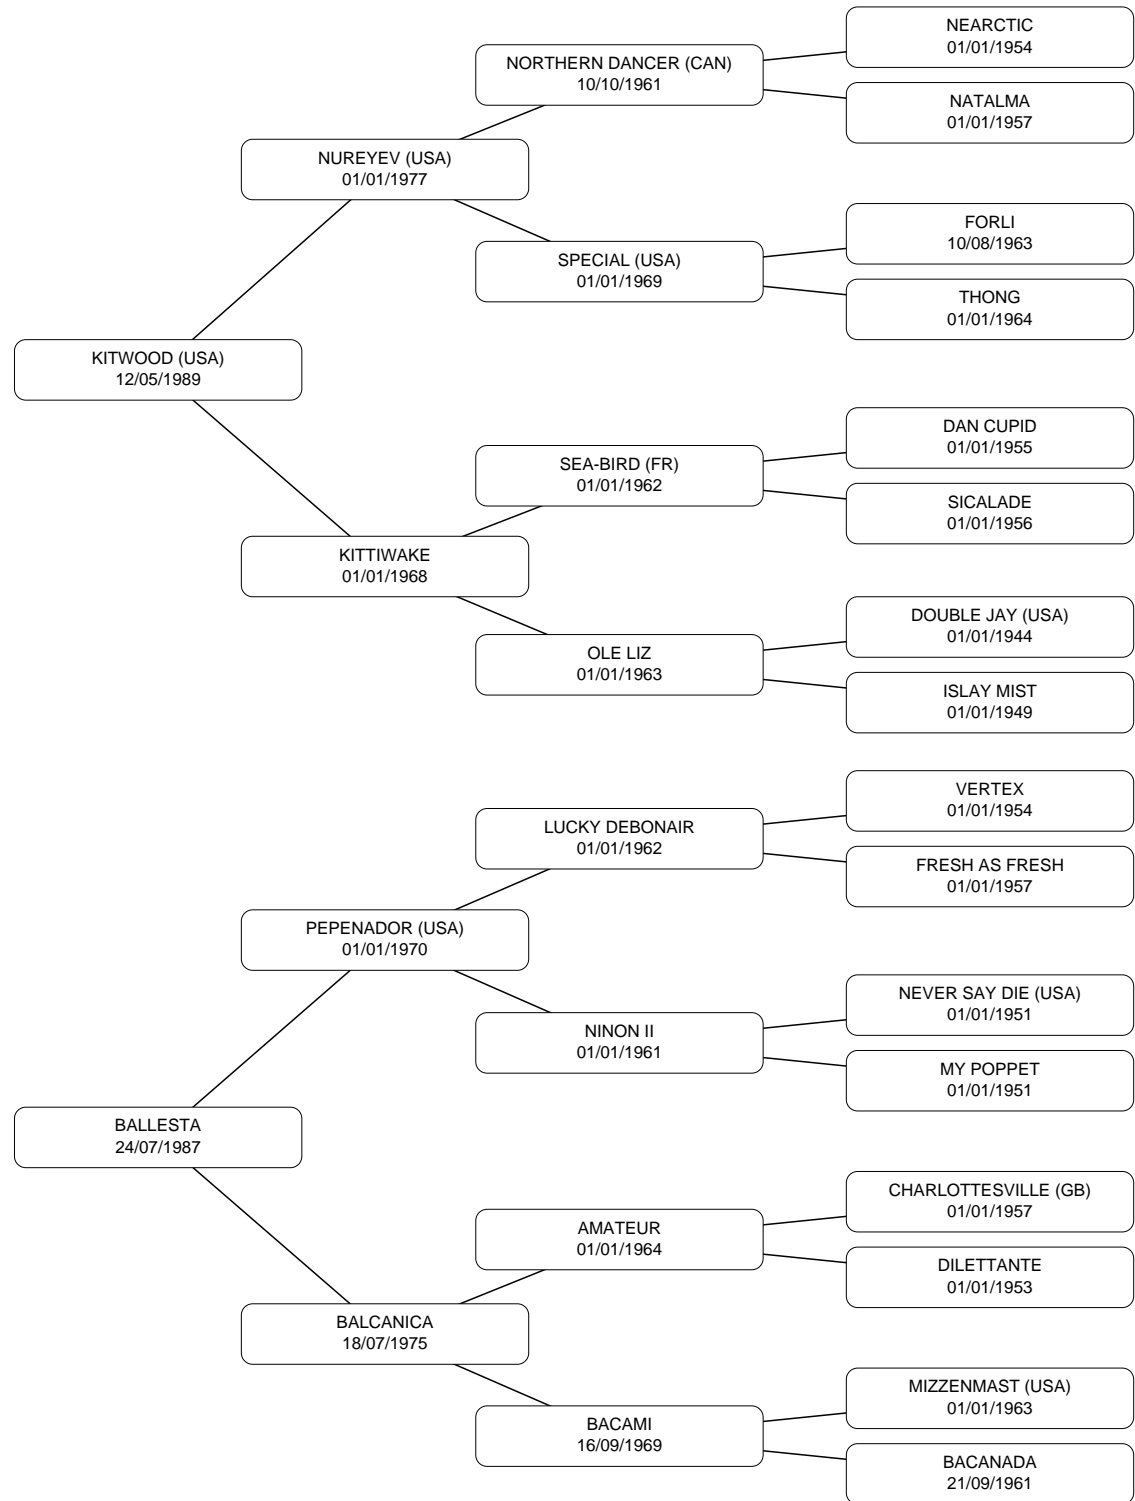 NEARCTIC
01/01/1954
NORTHERN DANCER (CAN)
10/10/1961
NATALMA
01/01/1957
NUREYEV (USA)
01/01/1977
FORLI
10/08/1963
SPECIAL (USA)
01/01/1969
THONG
01/01/1964
KITWOOD (USA)
12/05/1989
DAN CUPID
01/01/1955
SEA-BIRD (FR)
01/01/1962
SICALADE
01/01/1956
KITTIWAKE
01/01/1968
DOUBLE JAY (USA)
01/01/1944
OLE LIZ
01/01/1963
ISLAY MIST
01/01/1949
VERTEX
01/01/1954
LUCKY DEBONAIR
01/01/1962
FRESH AS FRESH
01/01/1957
PEPENADOR (USA)
01/01/1970
NEVER SAY DIE (USA)
01/01/1951
NINON II
01/01/1961
MY POPPET
01/01/1951
BALLESTA
24/07/1987
CHARLOTTESVILLE (GB)
01/01/1957
AMATEUR
01/01/1964
DILETTANTE
01/01/1953
BALCANICA
18/07/1975
MIZZENMAST (USA)
01/01/1963
BACAMI
16/09/1969
BACANADA
21/09/1961